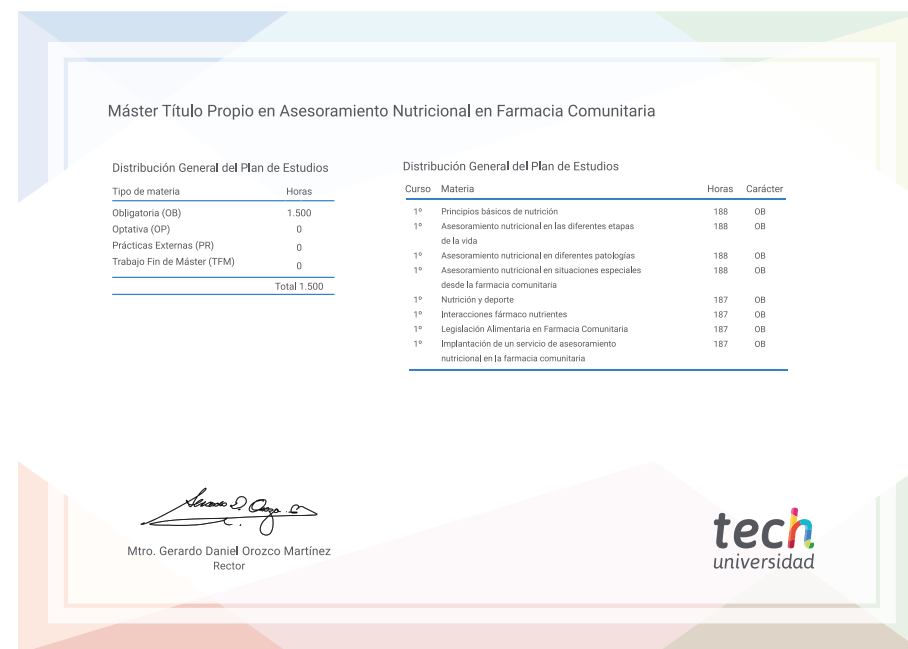 Máster Título Propio en Asesoramiento Nutricional en Farmacia Comunitaria
Distribución General del Plan de Estudios
Tipo de materia Horas
Obligatoria (OB) 1.500
Optativa (OP) 0
Prácticas Externas (PR) 0
Trabajo Fin de Máster (TFM) 0
Total 1.500
Distribución General del Plan de Estudios
Curso Materia Horas Carácter
1º Principios básicos de nutrición 188 OB
1º Asesoramiento nutricional en las diferentes etapas 188 OB
de la vida
1º Asesoramiento nutricional en diferentes patologías 188 OB
1º Asesoramiento nutricional en situaciones especiales 188 OB
desde la farmacia comunitaria
1º Nutrición y deporte 187 OB
1º Interacciones fármaco nutrientes 187 OB
1º Legislación Alimentaria en Farmacia Comunitaria 187 OB
1º Implantación de un servicio de asesoramiento 187 OB
nutricional en la farmacia comunitaria
Mtro. Gerardo Daniel Orozco Martínez
Rector
tech
universidad